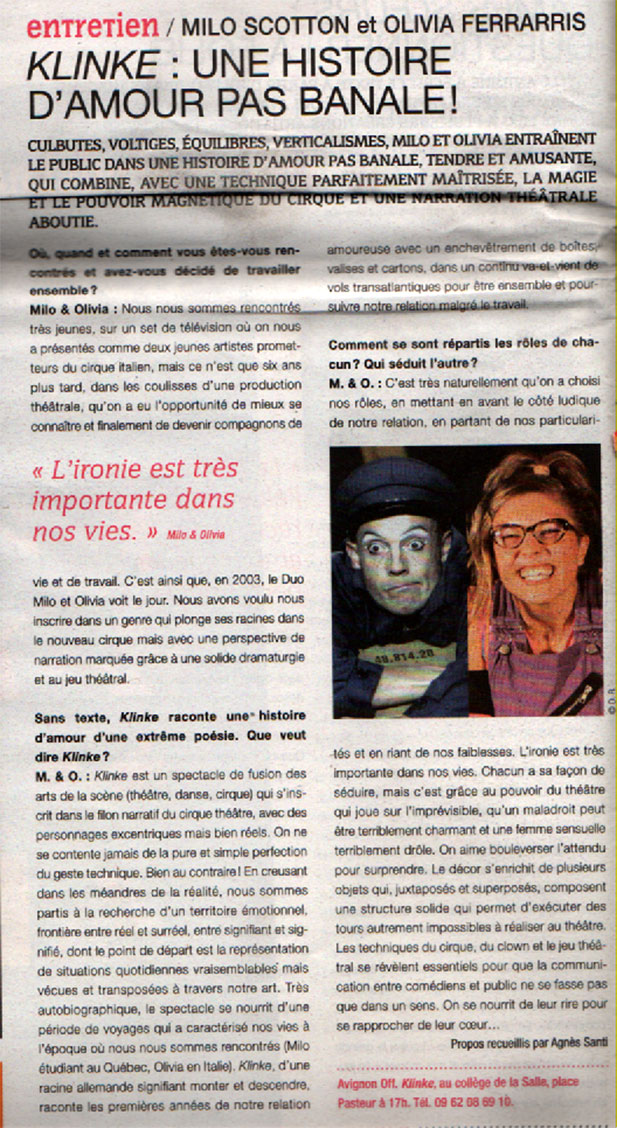 entretien / MILO SCOTTON et OLIVIA FERRARRIS
KLINKE : UNE HISTOIRE
D'AMOUR PAS BANALE !
CULBUTES, VOLTIGES, ÉQUILIBRES, VERTICALISMES, MILO ET OLIVIA ENTRAÎNENT
LE PUBLIC DANS UNE HISTOIRE D'AMOUR PAS BANALE, TENDRE ET AMUSANTE,
QUI COMBINE, AVEC UNE TECHNIQUE PARFAITEMENT MAÎTRISÉE, LA MAGIE
ET LE POUVOIR MAGNÉTIQUE DU CIRQUE ET UNE NARRATION THÉÂTRALE
ABOUTIE.
Où, quand et comment vous êtes-vous ren-
contrés et avez-vous décidé de travailler
ensemble ?
Milo & Olivia : Nous nous sommes rencontrés
très jeunes, sur un set de télévision où on nous
a présentés comme deux jeunes artistes promet-
teurs du cirque italien, mais ce n'est que six ans
plus tard, dans les coulisses d'une production
théâtrale, qu'on a eu l'opportunité de mieux se
connaître et finalement de devenir compagnons de
« L'ironie est très
importante dans
nos vies. » Milo & Olivia
vie et de travail. C'est ainsi que, en 2003, le Duo
Milo et Olivia voit le jour. Nous avons voulu nous
inscrire dans un genre qui plonge ses racines dans
le nouveau cirque mais avec une perspective de
narration marquée grâce à une solide dramaturgie
et au jeu théâtral.
Sans texte, Klinke raconte une histoire
d'amour d'une extrême poésie. Que veut
dire Klinke ?
M. & O. : Klinke est un spectacle de fusion des
arts de la scène (théâtre, danse, cirque) qui s'ins-
crit dans le filon narratif du cirque théâtre, avec des
personnages excentriques mais bien réels. On ne
se contente jamais de la pure et simple perfection
du geste technique. Bien au contraire ! En creusant
dans les méandres de la réalité, nous sommes
partis à la recherche d'un territoire émotionnel,
frontière entre réel et surréel, entre signifiant et sig-
nifié, dont le point de départ est la représentation
de situations quotidiennes vraisemblables mais
vécues et transposées à travers notre art. Très
autobiographique, le spectacle se nourrit d'une
période de voyages qui a caractérisé nos vies à
l'époque où nous nous sommes rencontrés (Milo
étudiant au Québec, Olivia en Italie). Klinke, d'une
racine allemande signifiant monter et descendre,
raconte les premières années de notre relation
amoureuse avec un enchevêtrement de boîtes,
valises et cartons, dans un continu va-et-vient de
vols transatlantiques pour être ensemble et pour-
suivre notre relation malgré le travail.
Comment se sont répartis les rôles de cha-
cun ? Qui séduit l'autre ?
M. & O. : C'est très naturellement qu'on a choisi
nos rôles, en mettant en avant le côté ludique
de notre relation, en partant de nos particulari-
49.814.20
© D. R.
tés et en riant de nos faiblesses. L'ironie est très
importante dans nos vies. Chacun a sa façon de
séduire, mais c'est grâce au pouvoir du théâtre
qui joue sur l'imprévisible, qu'un maladroit peut
être terriblement charmant et une femme sensuelle
terriblement drôle. On aime bouleverser l'attendu
pour surprendre. Le décor s'enrichit de plusieurs
objets qui, juxtaposés et superposés, composent
une structure solide qui permet d'exécuter des
tours autrement impossibles à réaliser au théâtre.
Les techniques du cirque, du clown et le jeu théâ-
tral se révèlent essentiels pour que la communi-
cation entre comédiens et public ne se fasse pas
que dans un sens. On se nourrit de leur rire pour
se rapprocher de leur cœur...
Propos recueillis par Agnès Santi
Avignon Off. Klinke, au collège de la Salle, place
Pasteur à 17h. Tél. 09 62 08 69 10.